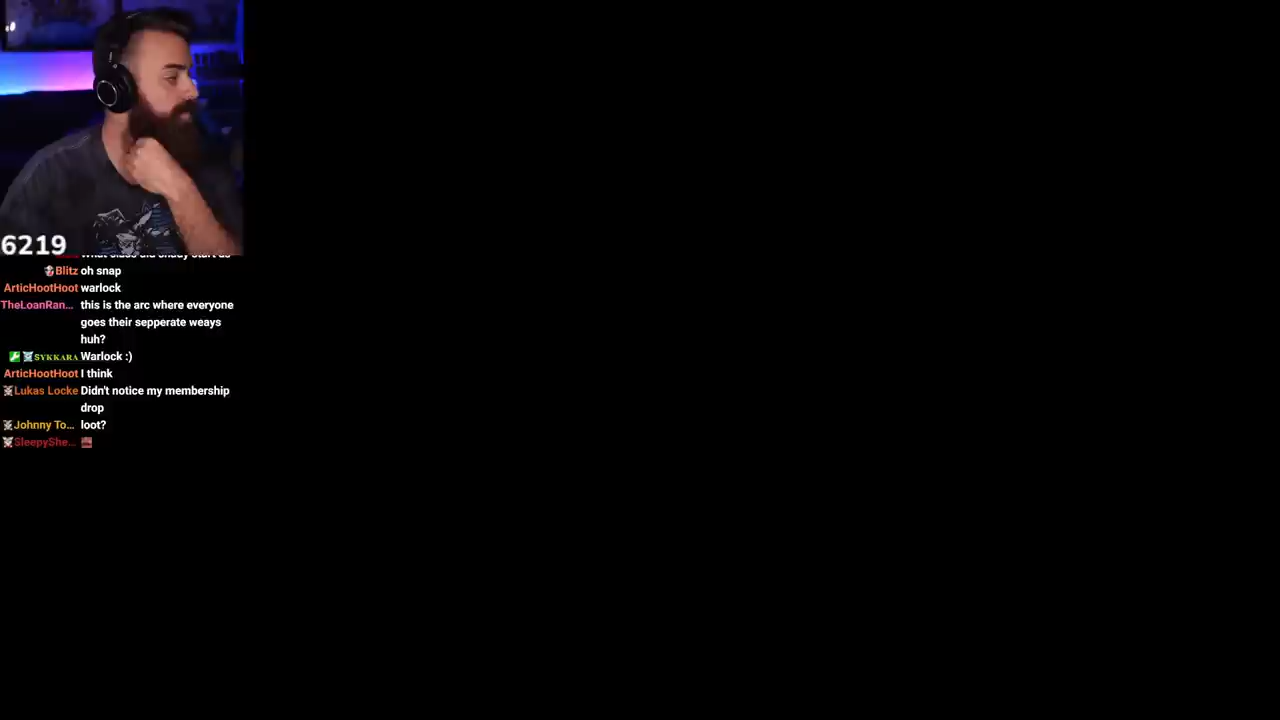 6219
Blitz oh snap
ArticHootHoot warlock
TheLoanRan... this is the arc where everyone
goes their sepperate weays
huh?
SYKKARA Warlock :)
ArticHootHoot I think
Lukas Locke Didn't notice my membership
drop
Johnny To... loot?
SleepyShe...